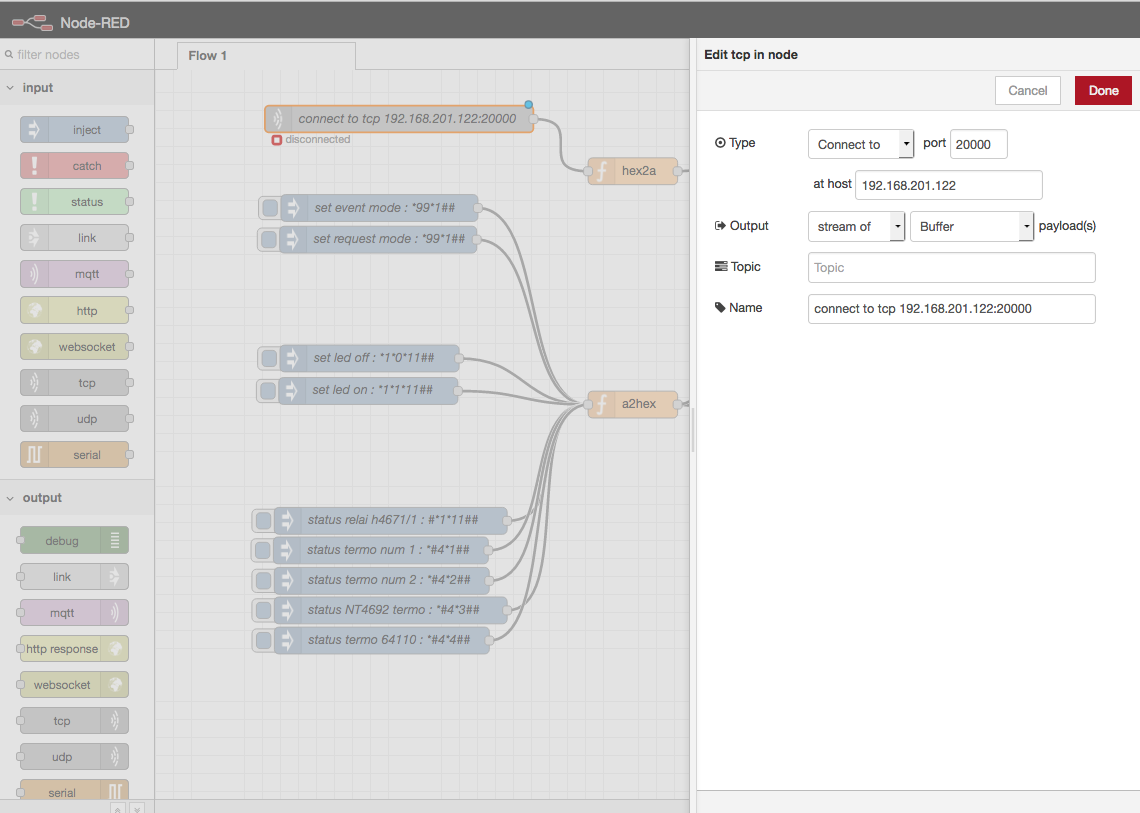 Node-RED
filter nodes
input
inject
catch
status
link
mqtt
http
websocket
tcp
udp
serial
output
debug
link
mqtt
http response
websocket
tcp
udp
serial
Flow 1
connect to tcp 192.168.201.122:20000
disconnected
hex2a
set event mode : *99*1##
set request mode : *99*1##
set led off : *1*0*11##
set led on : *1*1*11##
a2hex
status relai h4671/1 : #*1*11##
status termo num 1 : *#4*1##
status termo num 2 : *#4*2##
status NT4692 termo : *#4*3##
status termo 64110 : *#4*4##
Edit tcp in node
Cancel Done
Type Connect to port 20000
at host 192.168.201.122
Output stream of Buffer payload(s)
Topic Topic
Name connect to tcp 192.168.201.122:20000